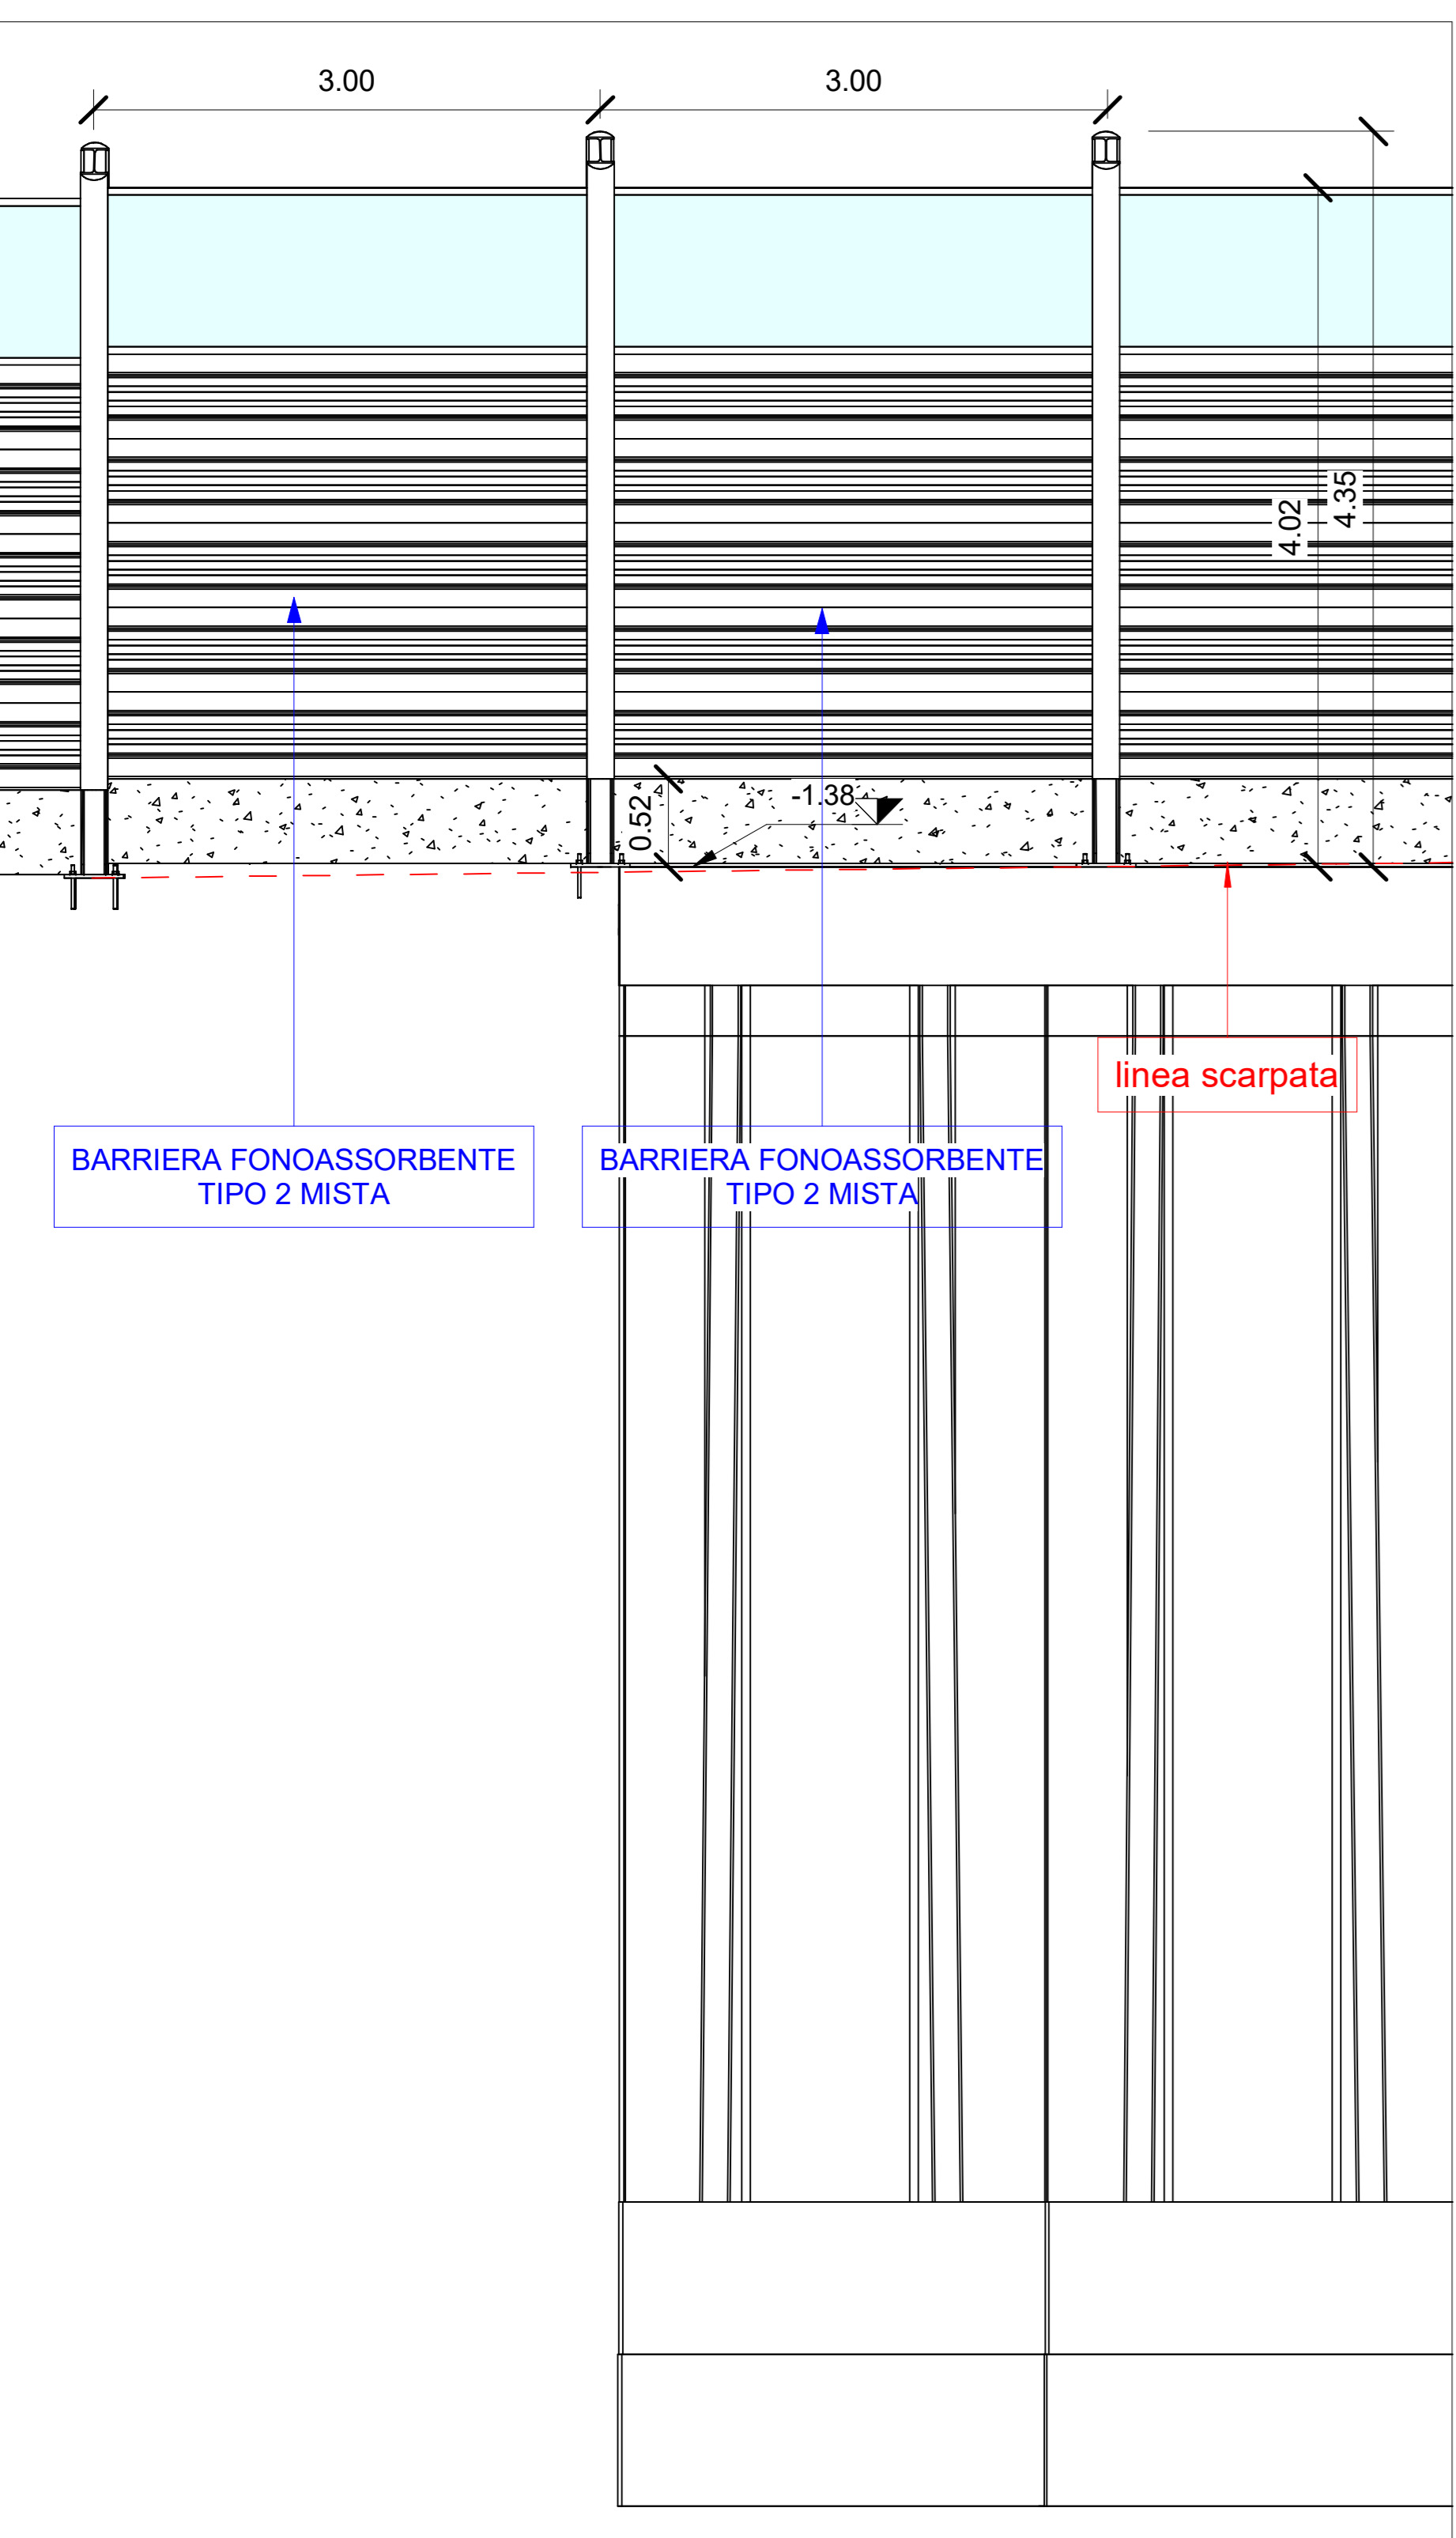 3.00
3.00
4.35
4.02
-1.38
0.52
linea scarpata
BARRIERA FONOASSORBENTE
TIPO 2 MISTA
BARRIERA FONOASSORBENTE
TIPO 2 MISTA